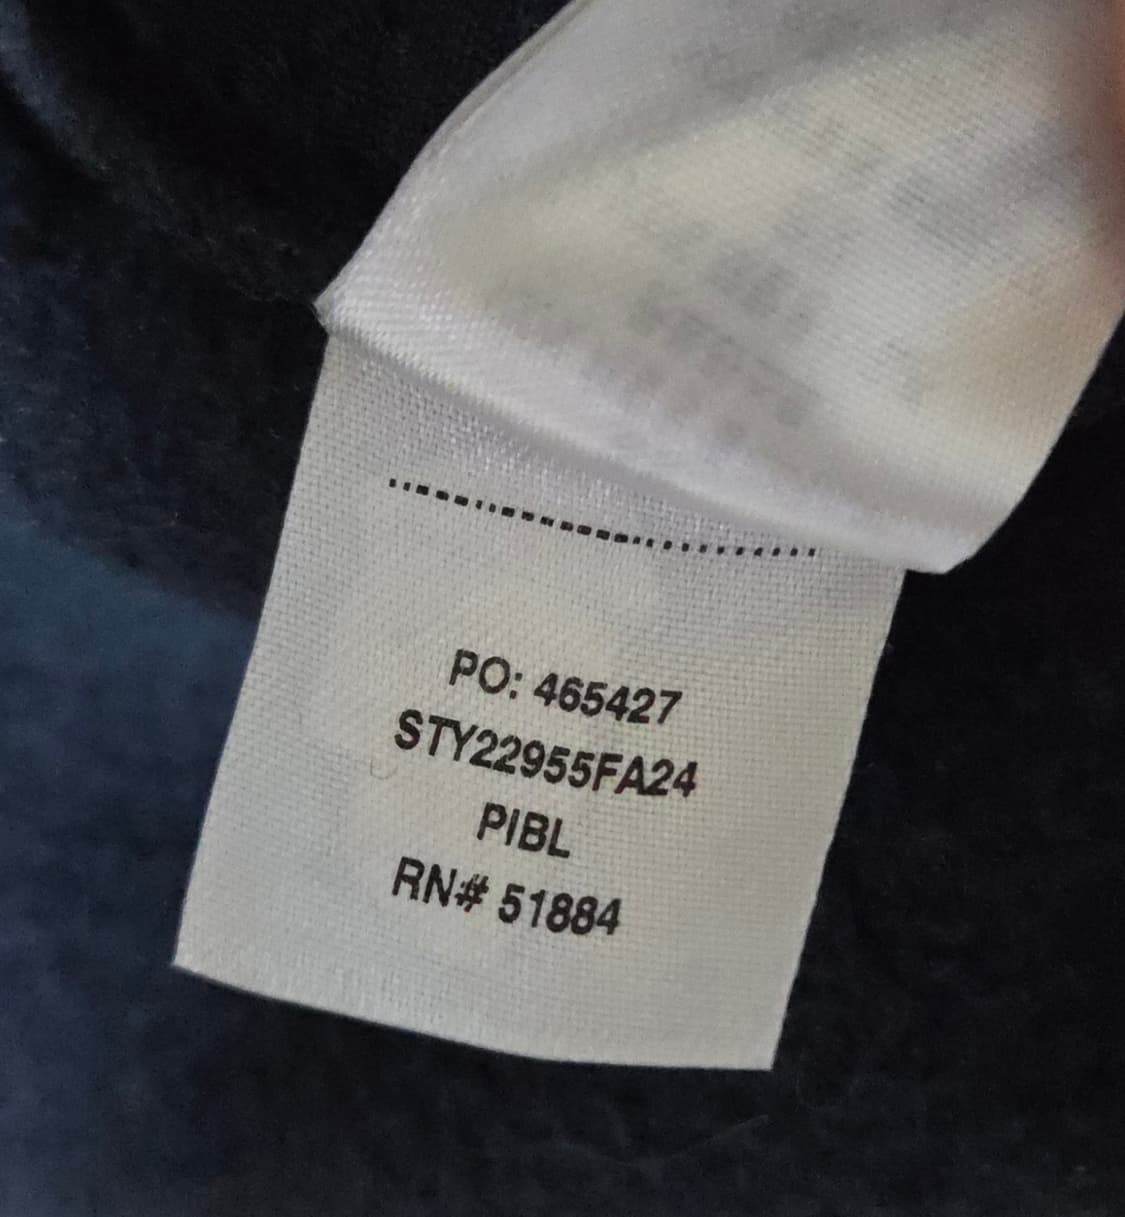 PO: 465427
STY22955FA24
PIBL
RN# 51884